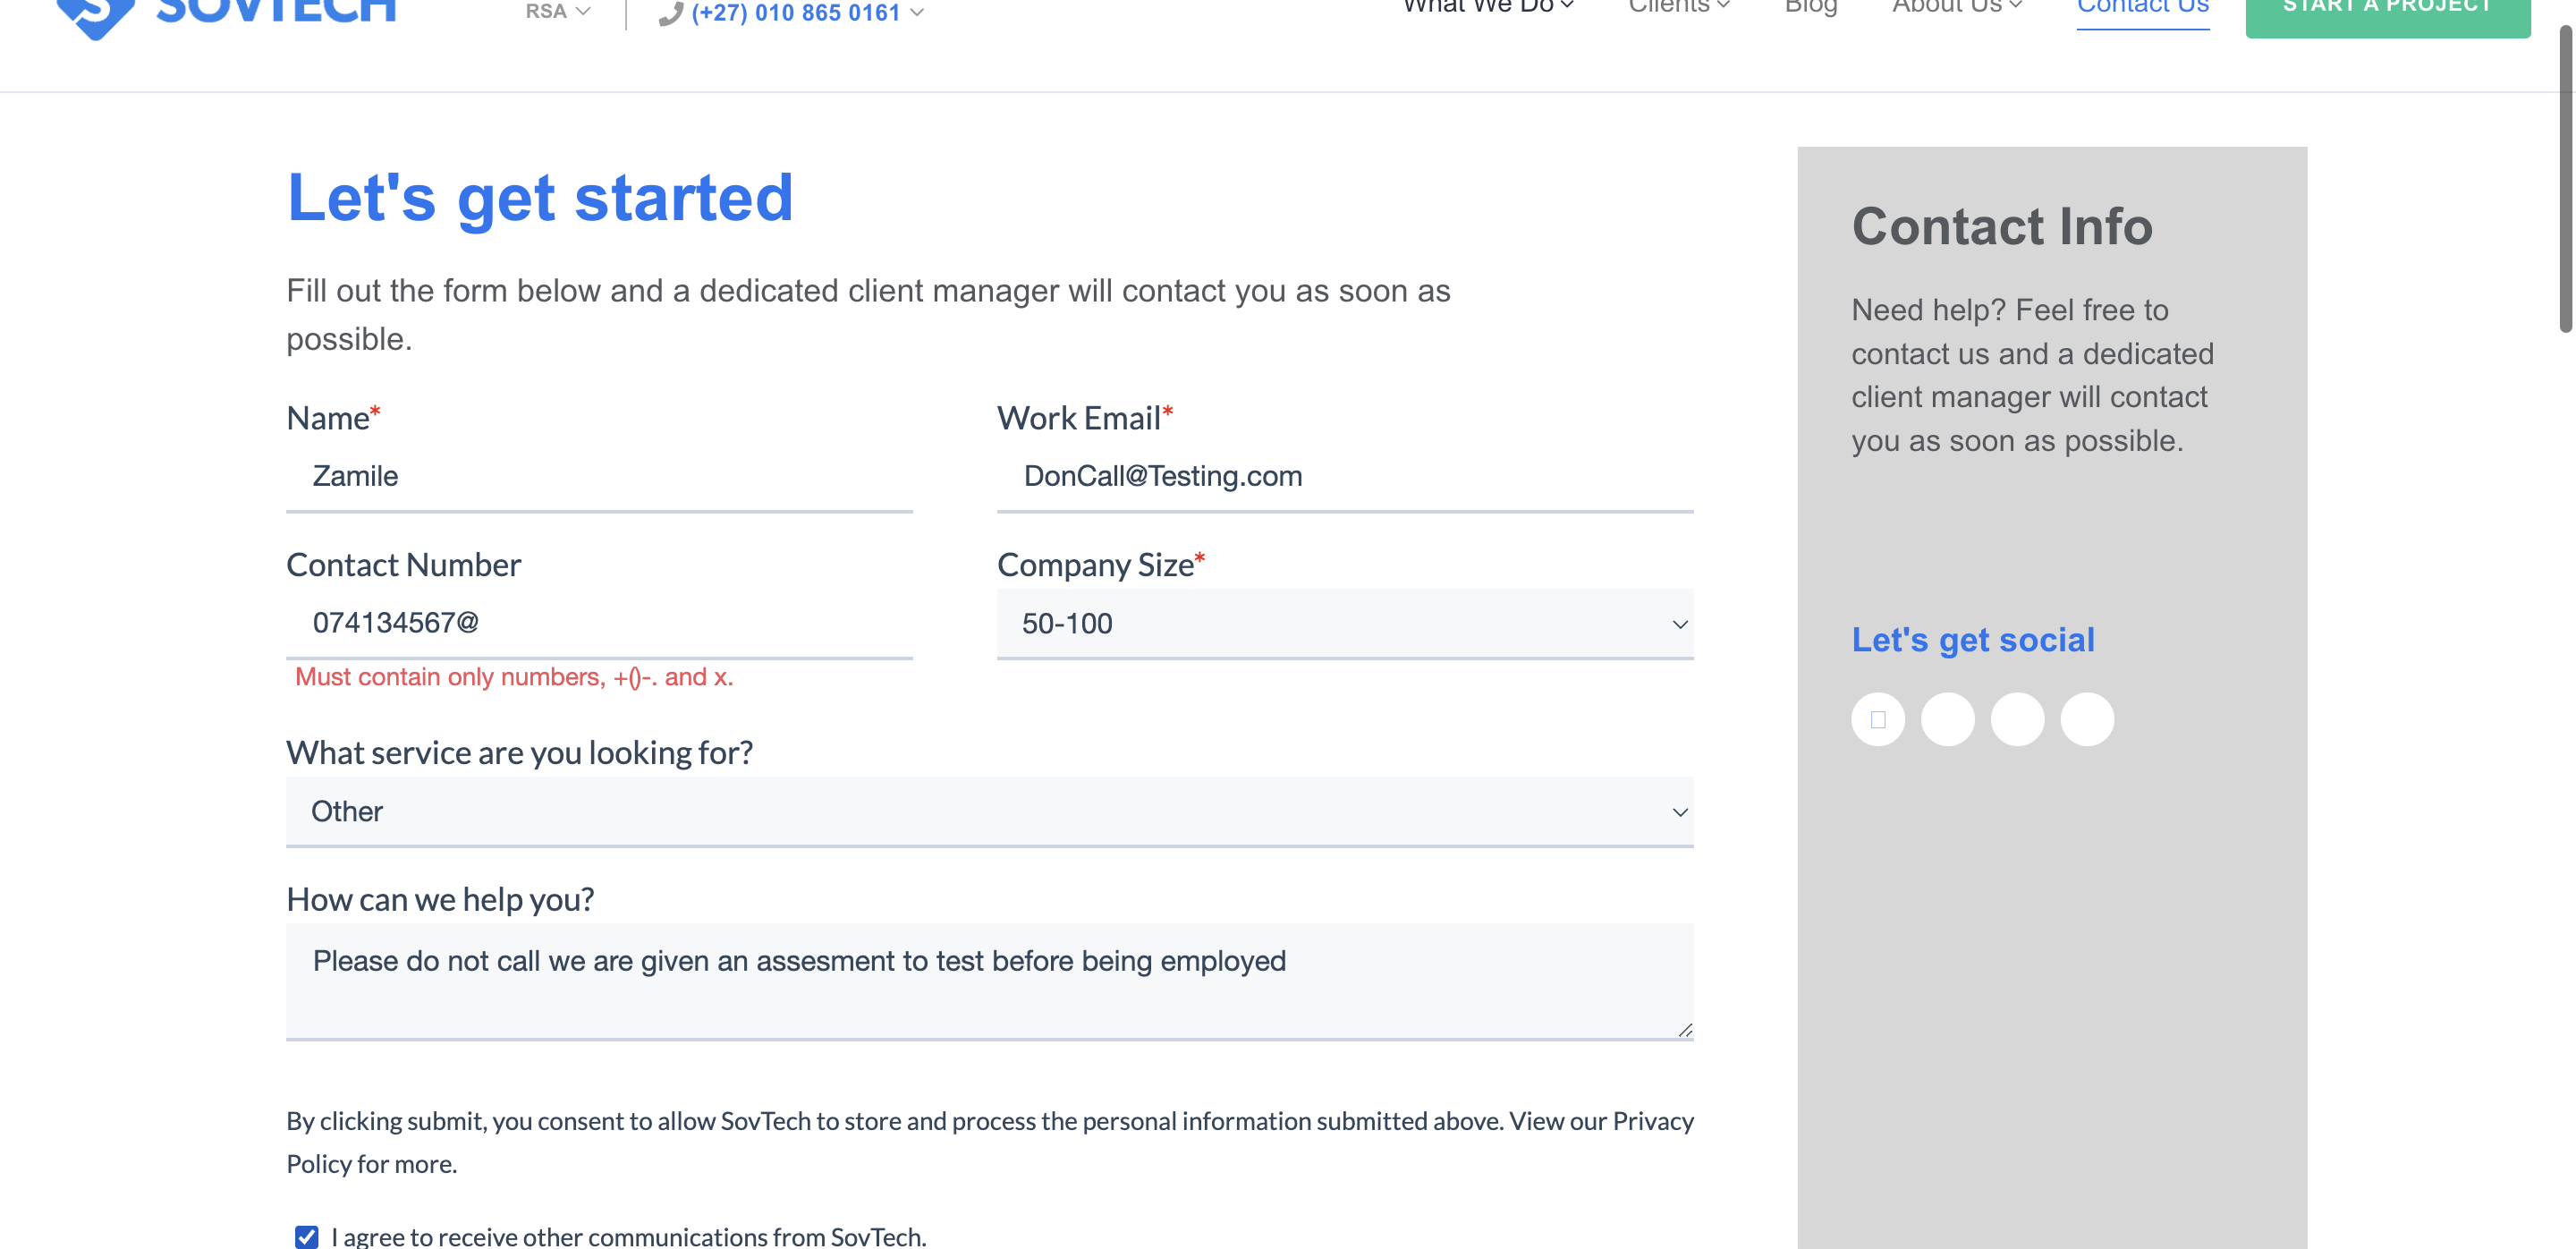 SOVTECH
RSA
(+27) 010 865 0161
What We Do
Clients
Blog
About Us
Contact Us
START A PROJECT
Let's get started
Fill out the form below and a dedicated client manager will contact you as soon as
possible.
Name*
Work Email*
Zamile
DonCall@Testing.com
Contact Number
Company Size*
074134567@
50-100
Must contain only numbers, +()-. and x.
What service are you looking for?
Other
How can we help you?
Please do not call we are given an assesment to test before being employed
By clicking submit, you consent to allow SovTech to store and process the personal information submitted above. View our Privacy
Policy for more.
I agree to receive other communications from SovTech.
Contact Info
Need help? Feel free to
contact us and a dedicated
client manager will contact
you as soon as possible.
Let's get social